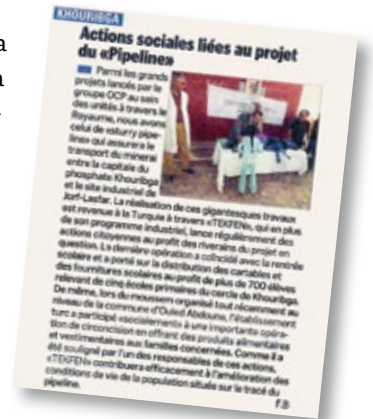 a
a
KHOURIBGA
Actions sociales liées au projet
du «Pipeline»
Parmi les grands
projets lancés par le
groupe OCP au sein
des unités à travers le
Royaume, nous avons
celui de «slurry pipe-
line» qui assurera le
transport du minerai
entre la capitale du
phosphate Khouribga
et le site industriel de
Jorf-Lasfar. La réalisation de ces gigantesques travaux
est revenue à la Turquie à travers «TEKFEN», qui en plus
de son programme industriel, lance régulièrement des
actions citoyennes au profit des riverains du projet en
question. La dernière opération a coïncidé avec la rentrée
scolaire et a porté sur la distribution des cartables et
des fournitures scolaires au profit de plus de 700 élèves
relevant de cinq écoles primaires du cercle de Khouribga.
De même, lors du moussem organisé tout récemment au
niveau de la commune d'Ouled Abdoune, l'établissement
turc a participé «socialement» à une importante opéra-
tion de circoncision en offrant des produits alimentaires
et vestimentaires aux familles concernées. Comme il a
été souligné par l'un des responsables de ces actions,
«TEKFEN» contribuera efficacement à l'amélioration des
conditions de vie de la population située sur le tracé du
pipeline.
F.B